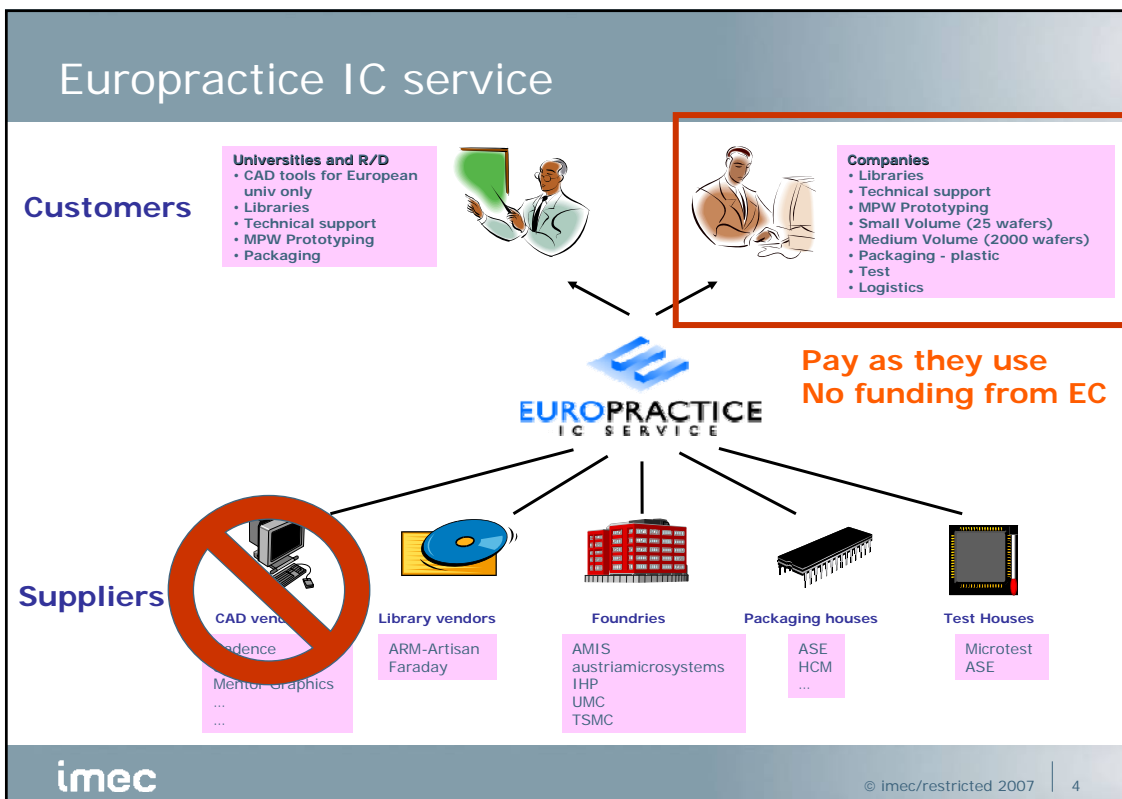 Europractice IC service
Customers
Universities and R/D
• CAD tools for European
univ only
• Libraries
• Technical support
• MPW Prototyping
• Packaging
Companies
• Libraries
• Technical support
• MPW Prototyping
• Small Volume (25 wafers)
• Medium Volume (2000 wafers)
• Packaging - plastic
• Test
• Logistics
EUROPRACTICE
IC SERVICE
Pay as they use
No funding from EC
Suppliers
CAD
Library vendors
Foundries
Packaging houses
Test Houses
Mentor Graphics
...
...
ARM-Artisan
Faraday
AMIS
austriamicrosystems
IHP
UMC
TSMC
ASE
HCM
...
Microtest
ASE
imec
© imec/restricted 2007 | 4